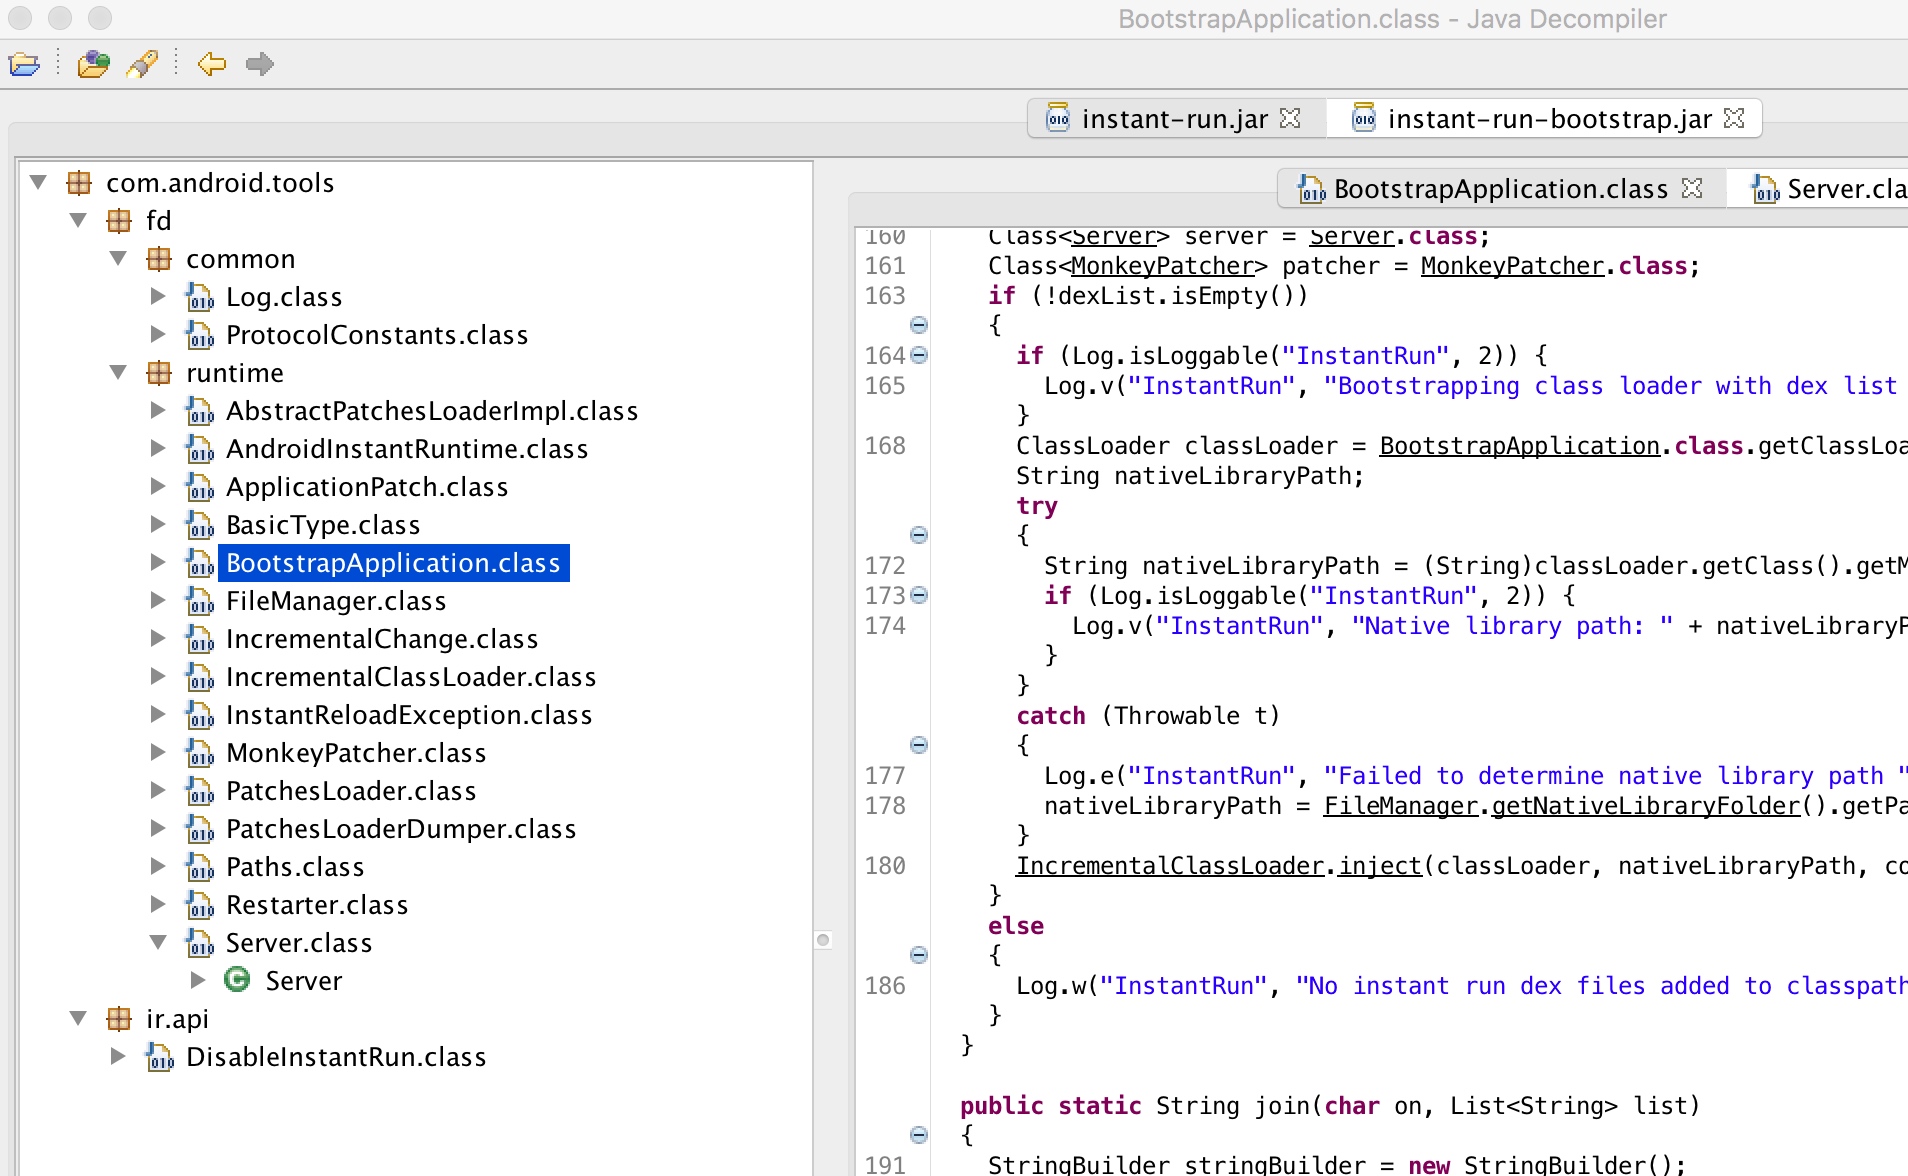 BootstrapApplication.class - Java Decompiler
instant-run.jar
instant-run-bootstrap.jar
com.android.tools
fd
common
Log.class
ProtocolConstants.class
runtime
AbstractPatchesLoaderImpl.class
AndroidInstantRuntime.class
ApplicationPatch.class
BasicType.class
BootstrapApplication.class
FileManager.class
IncrementalChange.class
IncrementalClassLoader.class
InstantReloadException.class
MonkeyPatcher.class
PatchesLoader.class
PatchesLoaderDumper.class
Paths.class
Restarter.class
Server.class
Server
ir.api
DisableInstantRun.class
BootstrapApplication.class
Server.cla
160 Class<Server> server = Server.class;
161 Class<MonkeyPatcher> patcher = MonkeyPatcher.class;
163 if (!dexList.isEmpty())
{
164 if (Log.isLoggable("InstantRun", 2)) {
165 Log.v("InstantRun", "Bootstrapping class loader with dex list
}
168 ClassLoader classLoader = BootstrapApplication.class.getClassLoa
String nativeLibraryPath;
try
{
172 String nativeLibraryPath = (String)classLoader.getClass().getM
173 if (Log.isLoggable("InstantRun", 2)) {
174 Log.v("InstantRun", "Native library path: " + nativeLibraryP
}
}
catch (Throwable t)
{
177 Log.e("InstantRun", "Failed to determine native library path "
178 nativeLibraryPath = FileManager.getNativeLibraryFolder().getPa
}
180 IncrementalClassLoader.inject(classLoader, nativeLibraryPath, co
}
else
{
186 Log.w("InstantRun", "No instant run dex files added to classpath
}
}
public static String join(char on, List<String> list)
{
191 StringBuilder stringBuilder = new StringBuilder();